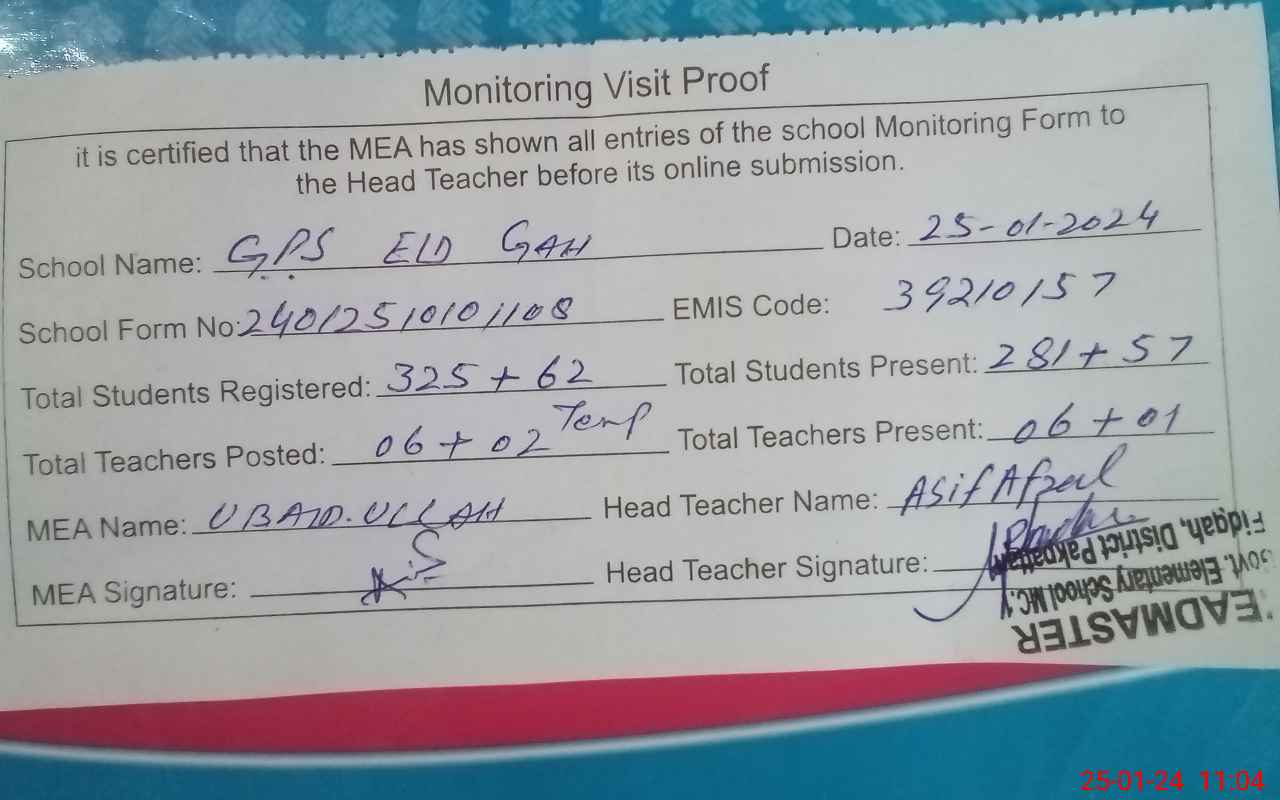 Monitoring Visit Proof
it is certified that the MEA has shown all entries of the school Monitoring Form to
the Head Teacher before its online submission.
School Name: GPS ELD GAH Date: 25-01-2024
School Form No: 24012510101108 EMIS Code: 39210157
Total Students Registered: 325 + 62 Total Students Present: 281 + 57
Total Teachers Posted: 06 + 02 Temp Total Teachers Present: 06 + 01
MEA Name: UBAID.ULLAH Head Teacher Name: Asif Afzal
MEA Signature: Head Teacher Signature:
EADMASTER
Govt. Elementary School MC.
Eidgah, District Pakpattan
25-01-24 11:04